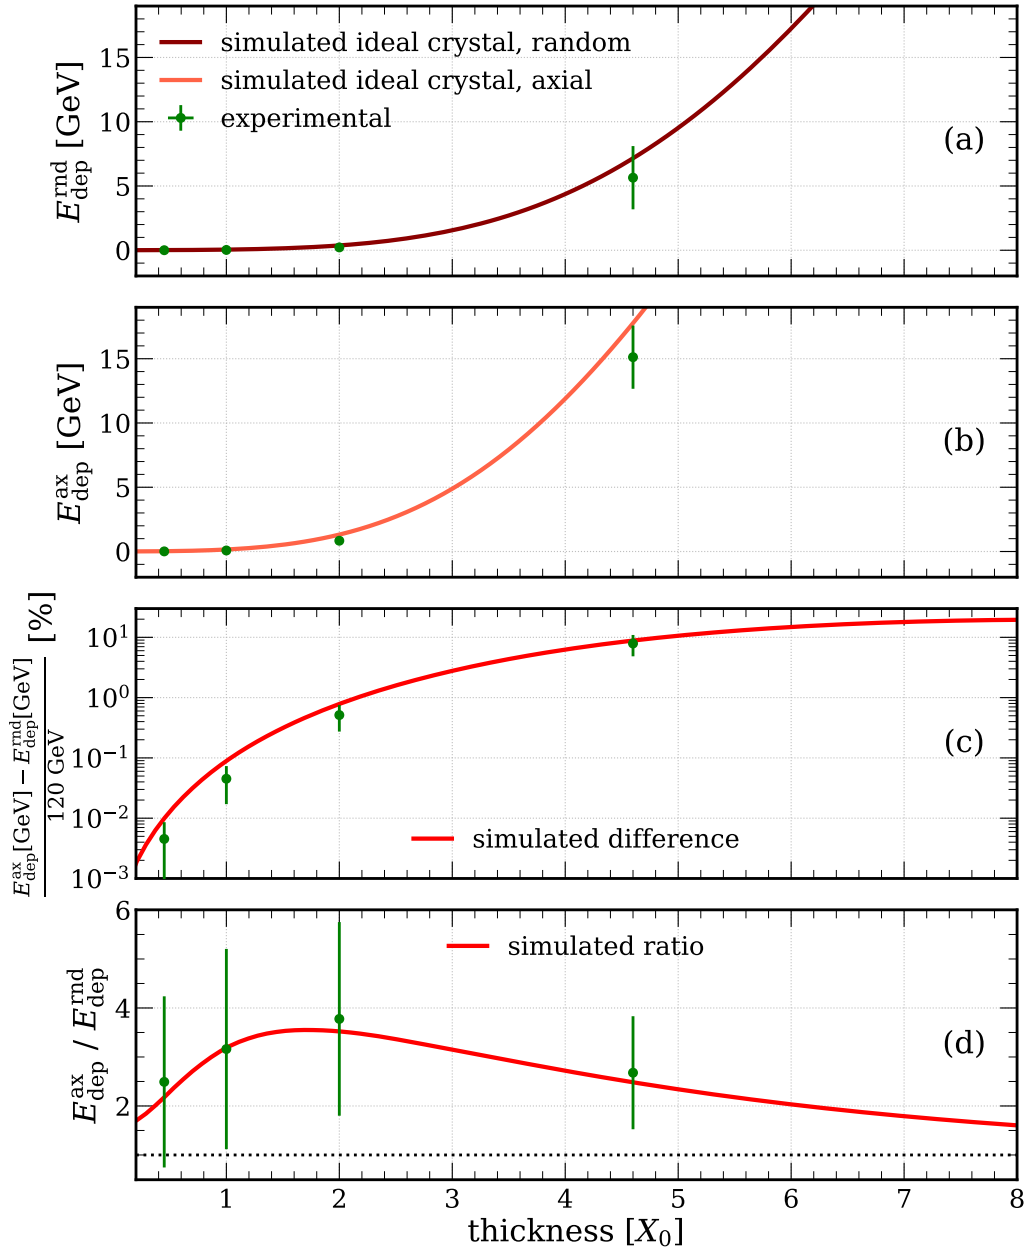 simulated ideal crystal, random
simulated ideal crystal, axial
experimental
(a)
E_dep^rnd [GeV]
15
10
5
0
(b)
E_dep^ax [GeV]
15
10
5
0
(c)
E_dep^ax[GeV] − E_dep^rnd[GeV]
120 GeV
[%]
10^1
10^0
10^−1
10^−2
10^−3
simulated difference
simulated ratio
(d)
E_dep^ax / E_dep^rnd
6
4
2
1 2 3 4 5 6 7 8
thickness [X_0]